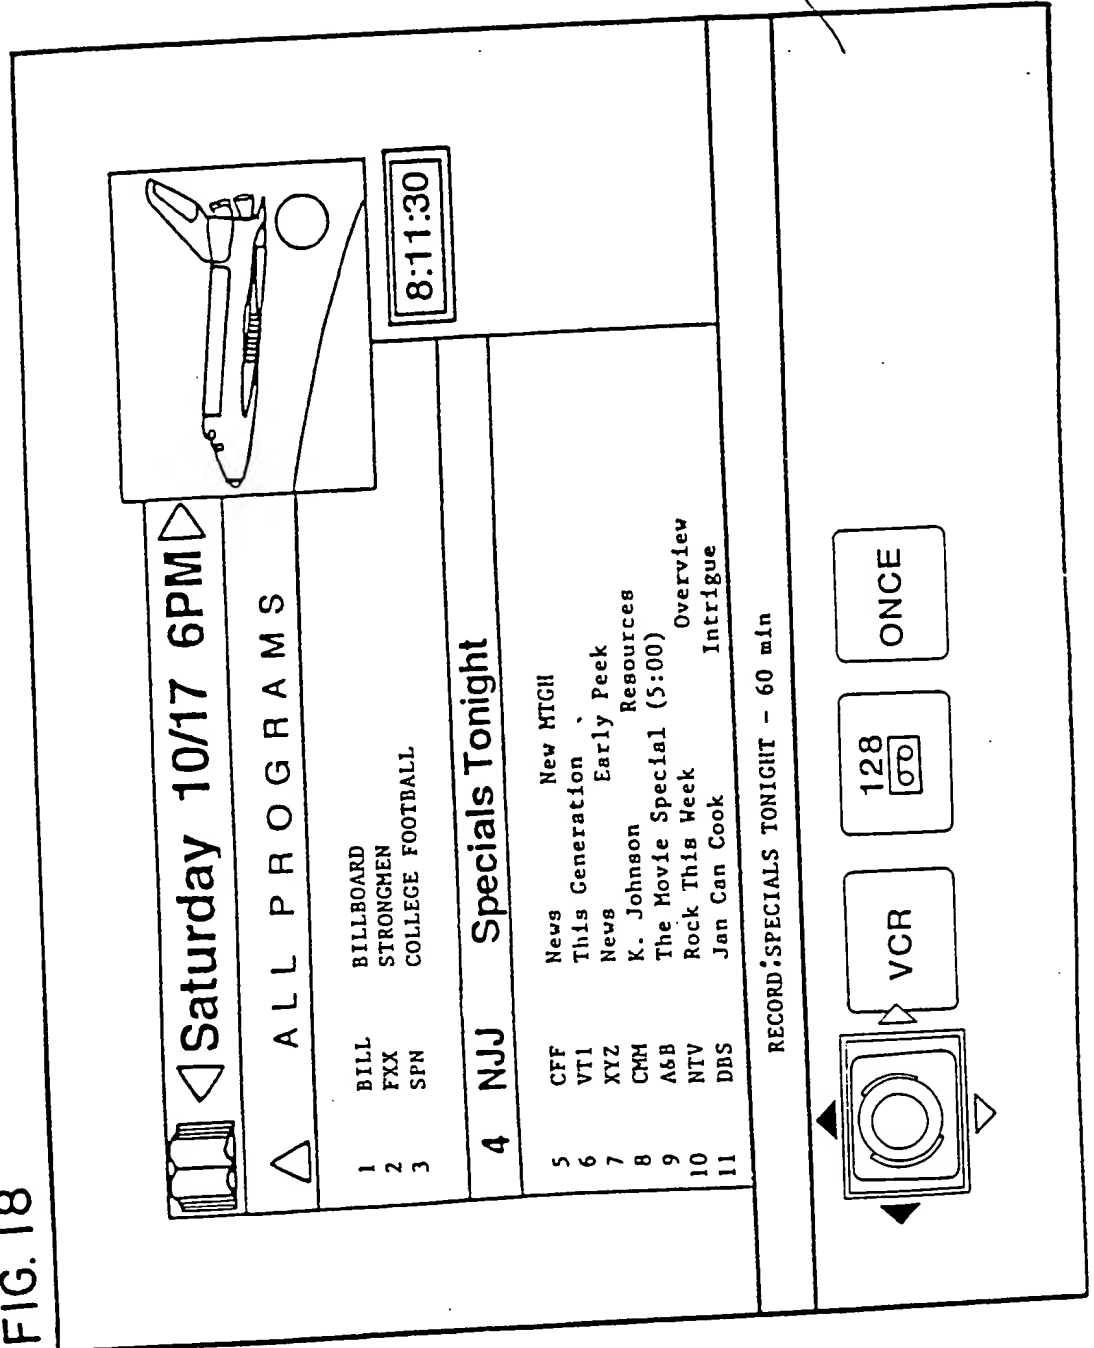 FIG. 18
Saturday 10/17 6PM
ALL PROGRAMS
8:11:30
1 BILL BILLBOARD
2 FXX STRONGMEN
3 SPN COLLEGE FOOTBALL
4 NJJ Specials Tonight
5 CFF News New MTGH
6 VT1 This Generation
7 XYZ News Early Peek
8 CMM K. Johnson Resources
9 A&B The Movie Special (5:00)
10 NTV Rock This Week Overview
11 DBS Jan Can Cook Intrigue
RECORD:SPECIALS TONIGHT - 60 min
VCR
128
ONCE